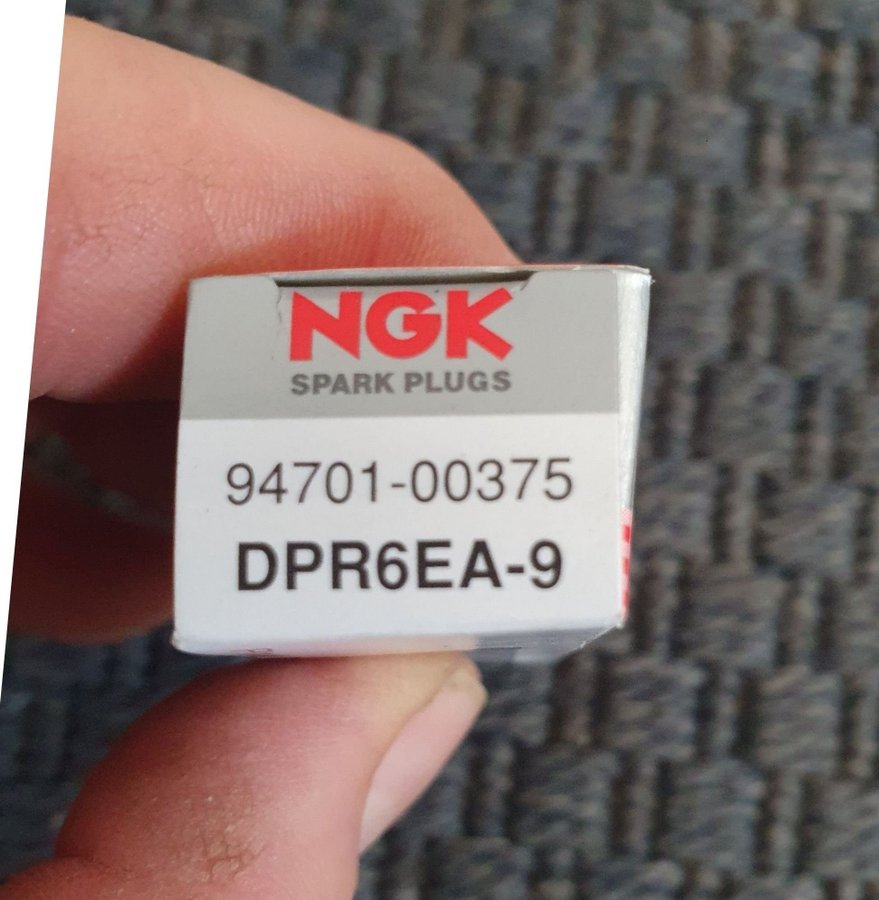 NGK
SPARK PLUGS
94701-00375
DPR6EA-9